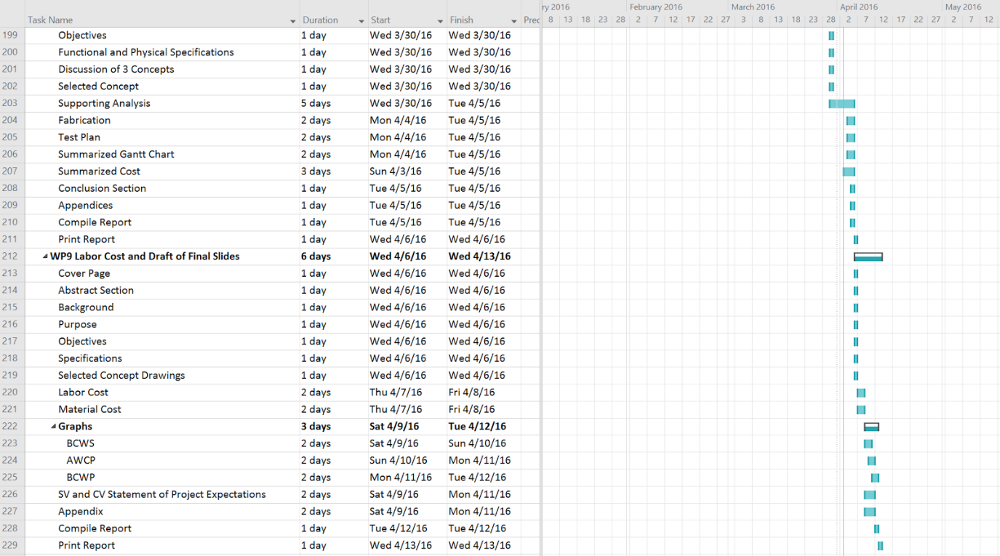 ry 2016 February 2016 March 2016 April 2016 May 2016
Task Name Duration Start Finish Prec 8 13 18 23 28 2 7 12 17 22 27 3 8 13 18 23 28 2 7 12 17 22 27 2 7 12
199 Objectives 1 day Wed 3/30/16 Wed 3/30/16
200 Functional and Physical Specifications 1 day Wed 3/30/16 Wed 3/30/16
201 Discussion of 3 Concepts 1 day Wed 3/30/16 Wed 3/30/16
202 Selected Concept 1 day Wed 3/30/16 Wed 3/30/16
203 Supporting Analysis 5 days Wed 3/30/16 Tue 4/5/16
204 Fabrication 2 days Mon 4/4/16 Tue 4/5/16
205 Test Plan 2 days Mon 4/4/16 Tue 4/5/16
206 Summarized Gantt Chart 2 days Mon 4/4/16 Tue 4/5/16
207 Summarized Cost 3 days Sun 4/3/16 Tue 4/5/16
208 Conclusion Section 1 day Tue 4/5/16 Tue 4/5/16
209 Appendices 1 day Tue 4/5/16 Tue 4/5/16
210 Compile Report 1 day Tue 4/5/16 Tue 4/5/16
211 Print Report 1 day Wed 4/6/16 Wed 4/6/16
212 WP9 Labor Cost and Draft of Final Slides 6 days Wed 4/6/16 Wed 4/13/16
213 Cover Page 1 day Wed 4/6/16 Wed 4/6/16
214 Abstract Section 1 day Wed 4/6/16 Wed 4/6/16
215 Background 1 day Wed 4/6/16 Wed 4/6/16
216 Purpose 1 day Wed 4/6/16 Wed 4/6/16
217 Objectives 1 day Wed 4/6/16 Wed 4/6/16
218 Specifications 1 day Wed 4/6/16 Wed 4/6/16
219 Selected Concept Drawings 1 day Wed 4/6/16 Wed 4/6/16
220 Labor Cost 2 days Thu 4/7/16 Fri 4/8/16
221 Material Cost 2 days Thu 4/7/16 Fri 4/8/16
222 Graphs 3 days Sat 4/9/16 Tue 4/12/16
223 BCWS 2 days Sat 4/9/16 Sun 4/10/16
224 AWCP 2 days Sun 4/10/16 Mon 4/11/16
225 BCWP 2 days Mon 4/11/16 Tue 4/12/16
226 SV and CV Statement of Project Expectations 2 days Sat 4/9/16 Mon 4/11/16
227 Appendix 2 days Sat 4/9/16 Mon 4/11/16
228 Compile Report 1 day Tue 4/12/16 Tue 4/12/16
229 Print Report 1 day Wed 4/13/16 Wed 4/13/16